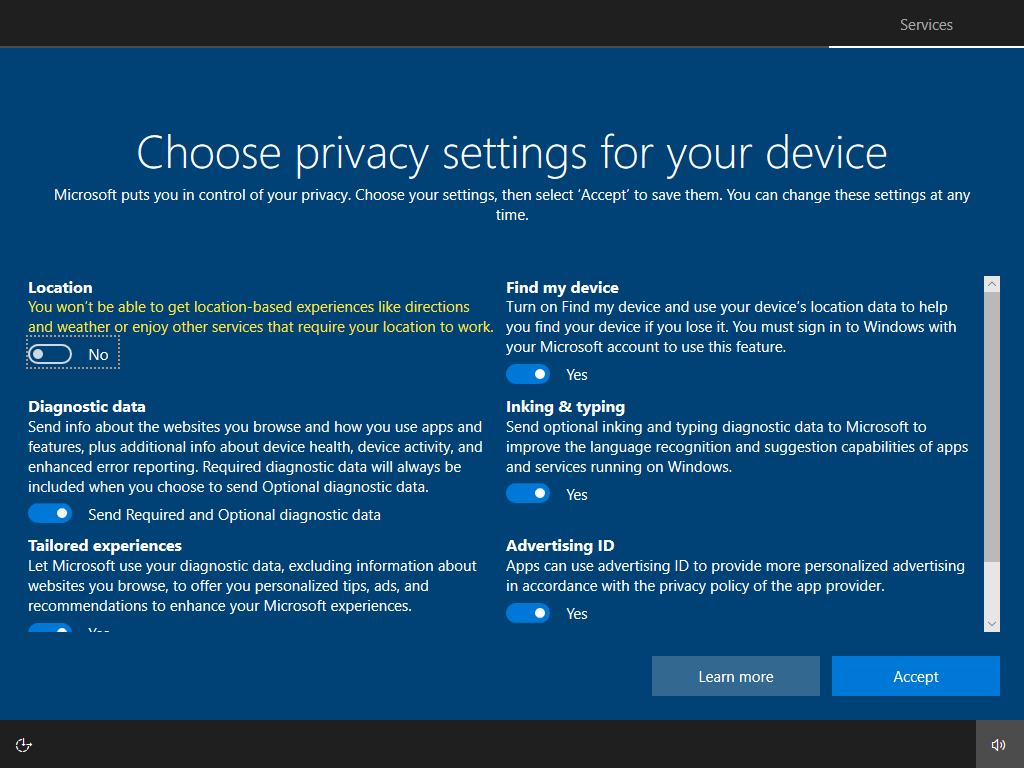 Services
Choose privacy settings for your device
Microsoft puts you in control of your privacy. Choose your settings, then select ‘Accept’ to save them. You can change these settings at any
time.
Location
You won’t be able to get location-based experiences like directions
and weather or enjoy other services that require your location to work.
No
Find my device
Turn on Find my device and use your device’s location data to help
you find your device if you lose it. You must sign in to Windows with
your Microsoft account to use this feature.
Yes
Diagnostic data
Send info about the websites you browse and how you use apps and
features, plus additional info about device health, device activity, and
enhanced error reporting. Required diagnostic data will always be
included when you choose to send Optional diagnostic data.
Send Required and Optional diagnostic data
Inking & typing
Send optional inking and typing diagnostic data to Microsoft to
improve the language recognition and suggestion capabilities of apps
and services running on Windows.
Yes
Tailored experiences
Let Microsoft use your diagnostic data, excluding information about
websites you browse, to offer you personalized tips, ads, and
recommendations to enhance your Microsoft experiences.
Yes
Advertising ID
Apps can use advertising ID to provide more personalized advertising
in accordance with the privacy policy of the app provider.
Yes
Learn more
Accept